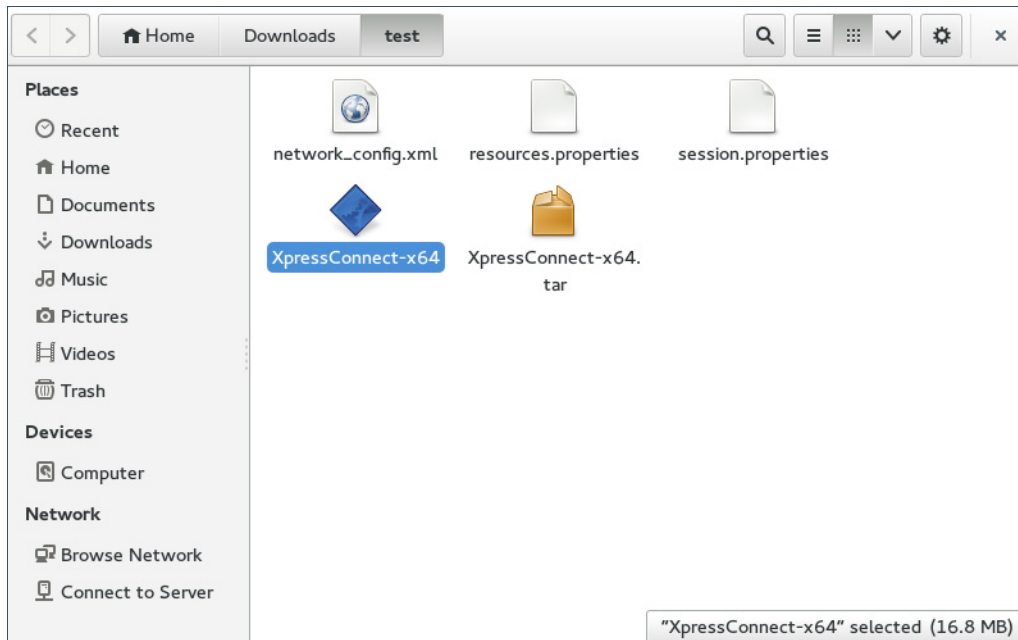 Home
Downloads
test
Places
Recent
Home
Documents
Downloads
Music
Pictures
Videos
Trash
Devices
Computer
Network
Browse Network
Connect to Server
network_config.xml
resources.properties
session.properties
XpressConnect-x64
XpressConnect-x64.
tar
"XpressConnect-x64" selected (16.8 MB)